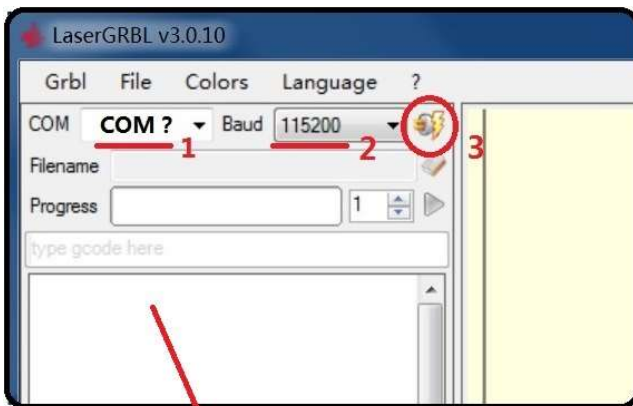 LaserGRBL v3.0.10
Grbl File Colors Language ?
COM COM ? Baud 115200
1 2 3
Filename
Progress 1
type gcode here